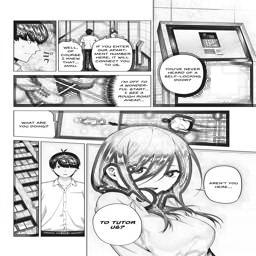 YOU'VE
NEVER
HEARD OF A
SELF-LOCKING
DOOR?
IF YOU ENTER
OUR APART-
MENT NUMBER
HERE, IT WILL
CONNECT YOU
TO US.
WELL,
OF
COURSE
I KNEW
THAT...
I'M OFF TO
A WONDER-
FUL
START...
I SEE A
ROUGH ROAD
AHEAD...
WHAT ARE
YOU DOING?
AREN'T
YOU
HERE...
TO TUTOR
US?